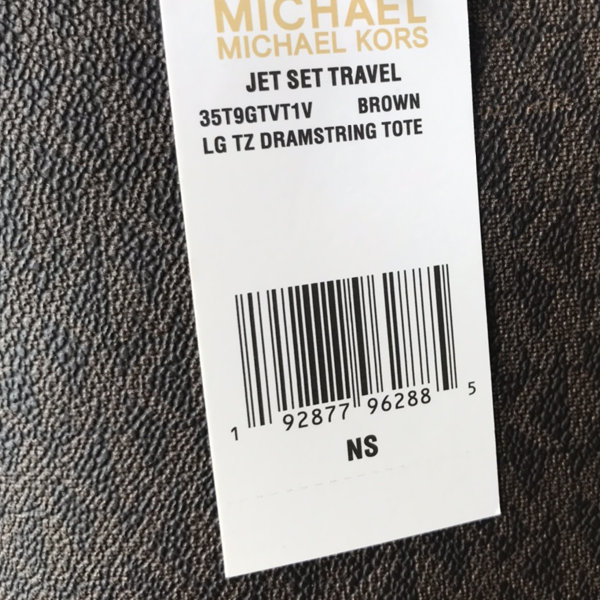 MICHAEL
MICHAEL KORS
JET SET TRAVEL
35T9GTVT1V BROWN
LG TZ DRAMSTRING TOTE
1 92877 96288 5
NS